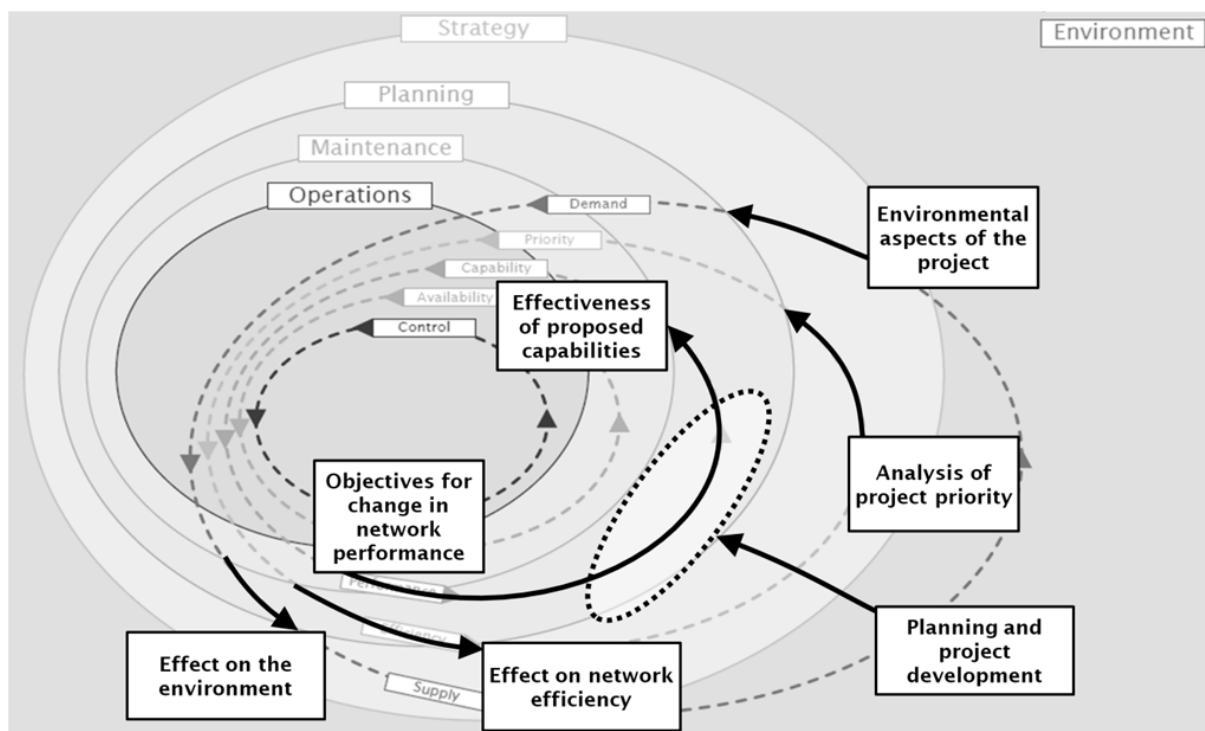 Strategy
Environment
Planning
Maintenance
Operations
Demand
Environmental
aspects of the
project
Priority
Capability
Availability
Effectiveness
of proposed
capabilities
Control
Objectives for
change in
network
performance
Analysis of
project priority
Performance
Efficiency
Planning and
project
development
Effect on the
environment
Effect on network
efficiency
Supply